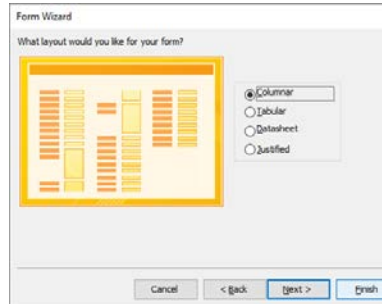 Form Wizard
What layout would you like for your form?
Columnar
Tabular
Datasheet
Justified
Cancel
< Back
Next >
Finish